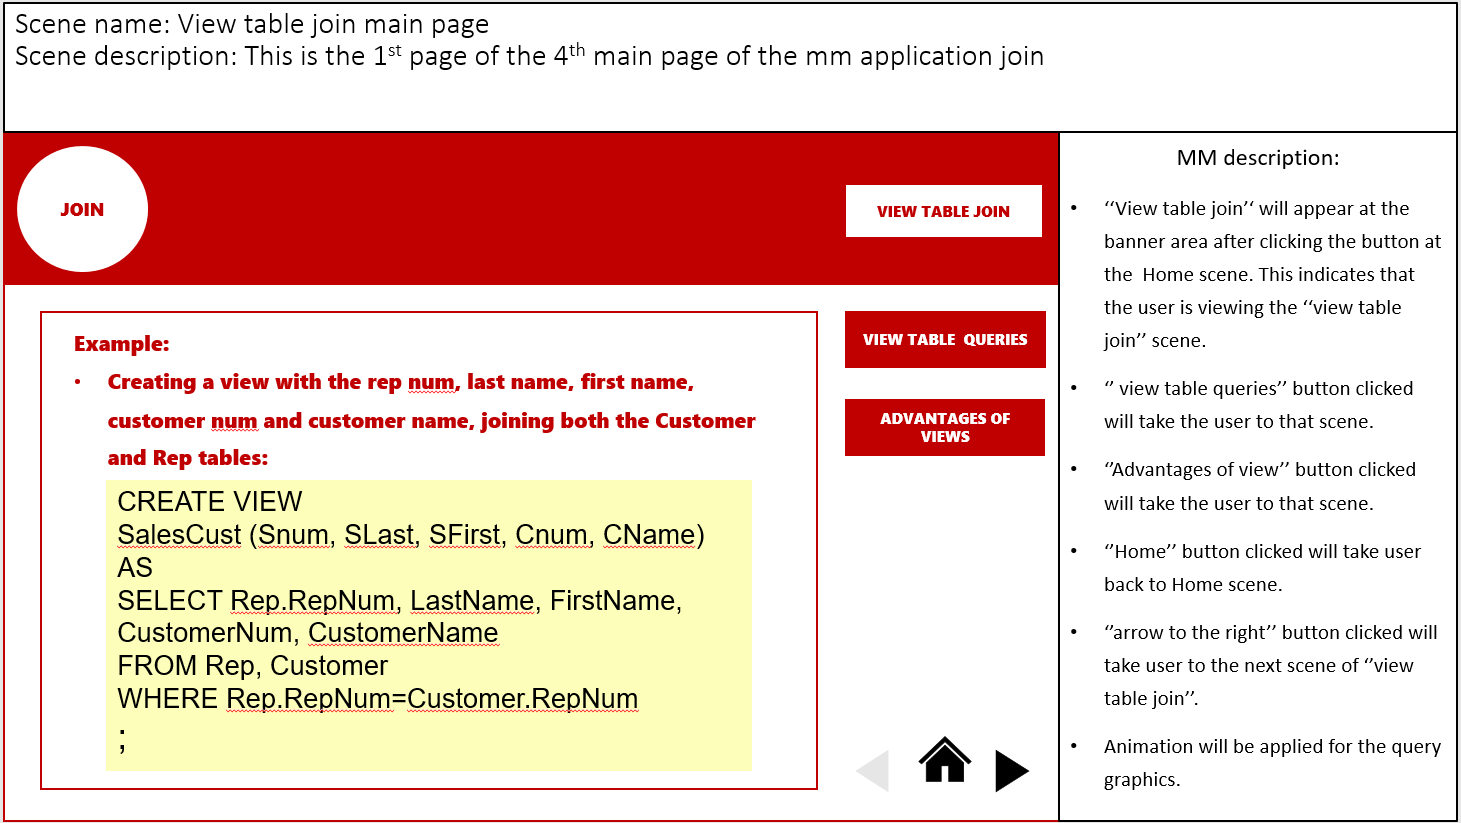 Scene name: View table join main page
Scene description: This is the 1st page of the 4th main page of the mm application join
JOIN
VIEW TABLE JOIN
Example:
• Creating a view with the rep num, last name, first name,
customer num and customer name, joining both the Customer
and Rep tables:
CREATE VIEW
SalesCust (Snum, SLast, SFirst, Cnum, CName)
AS
SELECT Rep.RepNum, LastName, FirstName,
CustomerNum, CustomerName
FROM Rep, Customer
WHERE Rep.RepNum=Customer.RepNum
;
VIEW TABLE  QUERIES
ADVANTAGES OF
VIEWS
MM description:
• ‘‘View table join’‘ will appear at the
banner area after clicking the button at
the  Home scene. This indicates that
the user is viewing the ‘‘view table
join’’ scene.
• ‘’ view table queries’’ button clicked
will take the user to that scene.
• ‘’Advantages of view’’ button clicked
will take the user to that scene.
• ‘’Home’’ button clicked will take user
back to Home scene.
• ‘’arrow to the right’’ button clicked will
take user to the next scene of ‘’view
table join’’.
• Animation will be applied for the query
graphics.